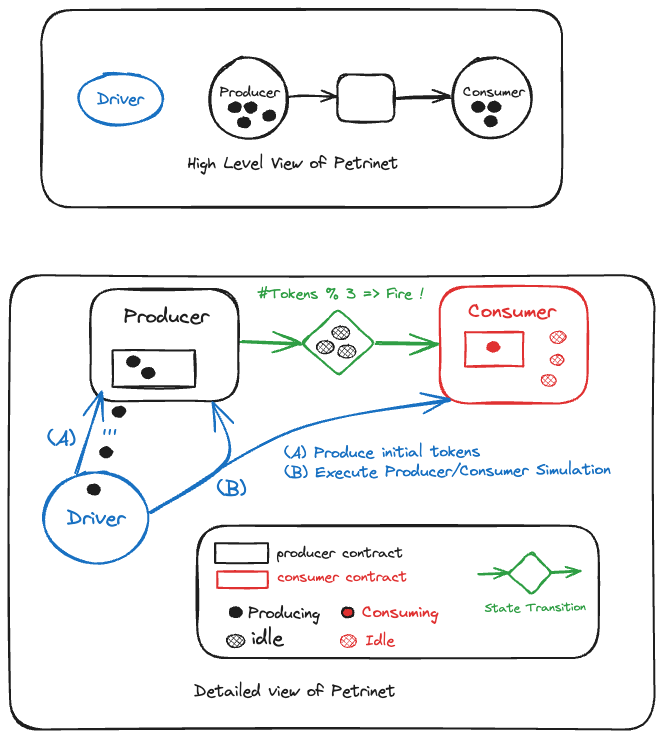 Driver
Producer
Consumer
High Level View of Petrinet
#Tokens % 3 => Fire !
Producer
Consumer
(A)
'''
(A) Produce initial tokens
(B) Execute Producer/Consumer Simulation
(B)
Driver
producer contract
consumer contract
Producing
Consuming
idle
Idle
State Transition
Detailed view of Petrinet